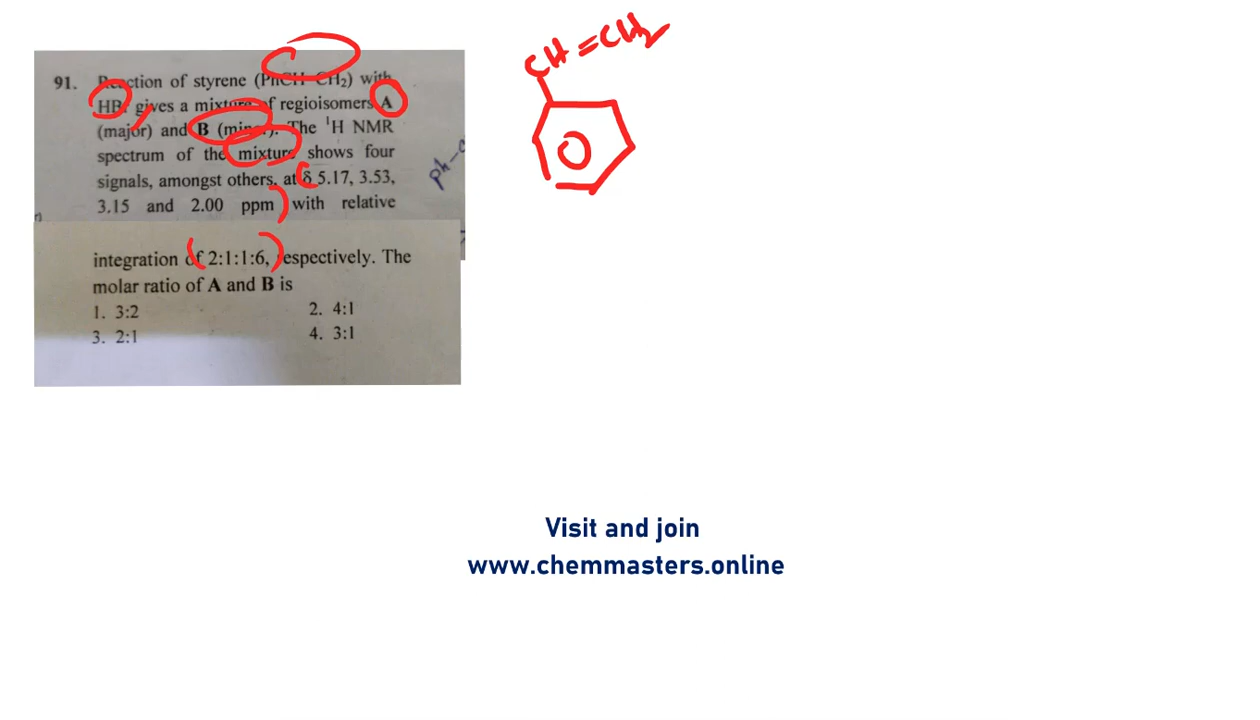 CH=CH2
91. Reaction of styrene (PhCH=CH2) with
HBr gives a mixture of regioisomers A
(major) and B (minor). The 1H NMR
spectrum of the mixture shows four
signals, amongst others, at δ 5.17, 3.53,
3.15 and 2.00 ppm with relative
integration of 2:1:1:6, respectively. The
molar ratio of A and B is
1. 3:2 2. 4:1
3. 2:1 4. 3:1
Visit and join
www.chemmasters.online